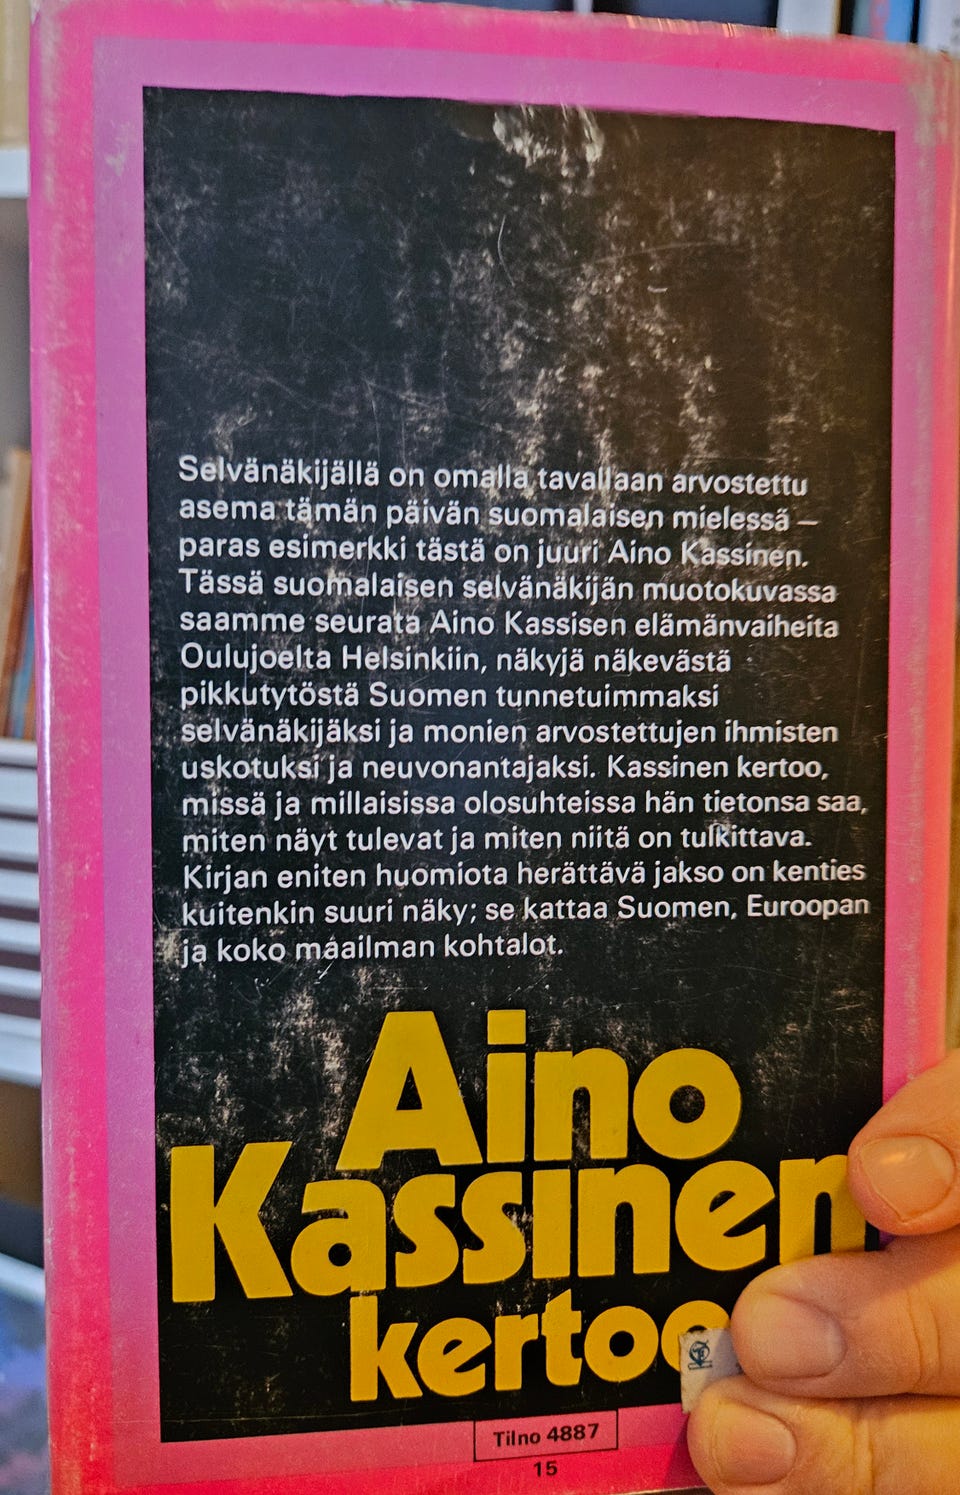 Selvänäkijällä on omalla tavallaan arvostettu
asema tämän päivän suomalaisen mielessä –
paras esimerkki tästä on juuri Aino Kassinen.
Tässä suomalaisen selvänäkijän muotokuvassa
saamme seurata Aino Kassisen elämänvaiheita
Oulujoelta Helsinkiin, näkyjä näkevästä
pikkutytöstä Suomen tunnetuimmaksi
selvänäkijäksi ja monien arvostettujen ihmisten
uskotuksi ja neuvonantajaksi. Kassinen kertoo,
missä ja millaisissa olosuhteissa hän tietonsa saa,
miten näyt tulevat ja miten niitä on tulkittava.
Kirjan eniten huomiota herättävä jakso on kenties
kuitenkin suuri näky; se kattaa Suomen, Euroopan
ja koko maailman kohtalot.
Aino
Kassinen
kertoo
Tilno 4887
15